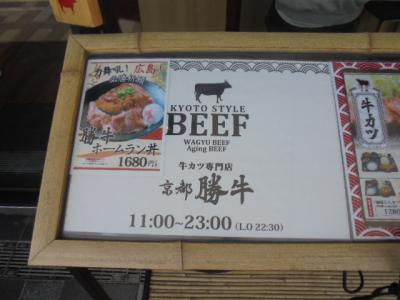 勝牛
ホームラン丼
1680円
KYOTO STYLE
BEEF
WAGYU BEEF
Aging BEEF
牛カツ専門店
京都 勝牛
11:00~23:00 (L.O 22:30)
牛カツ